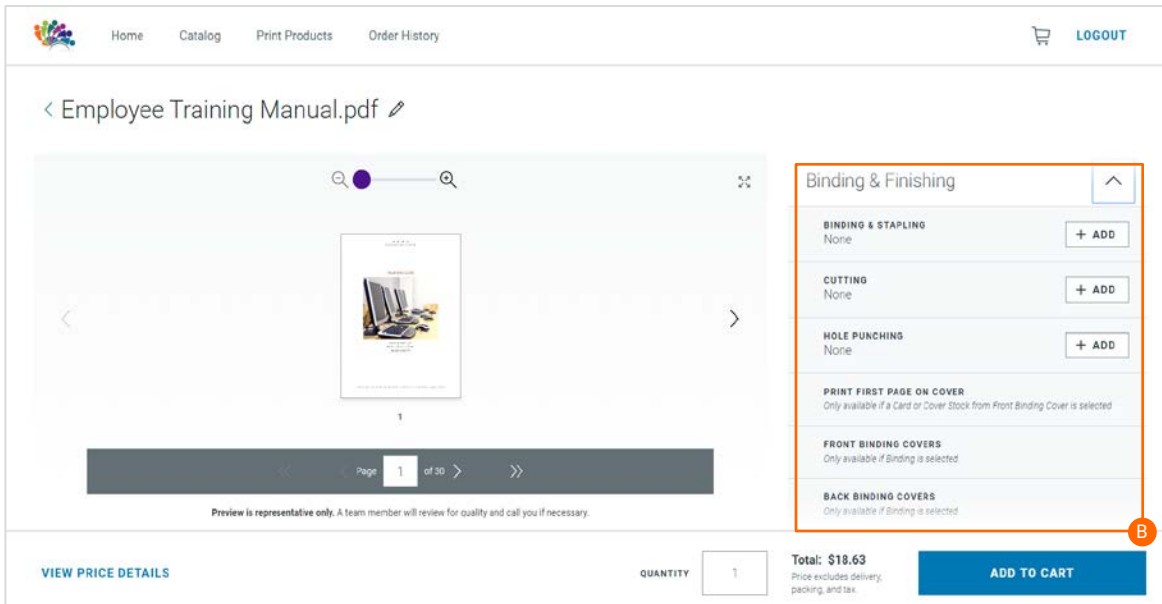 Home Catalog Print Products Order History LOGOUT
Employee Training Manual.pdf
Binding & Finishing
BINDING & STAPLING
None
+ ADD
CUTTING
None
+ ADD
HOLE PUNCHING
None
+ ADD
PRINT FIRST PAGE ON COVER
Only available if a Card or Cover Stock from Front Binding Cover is selected
FRONT BINDING COVERS
Only available if Binding is selected
BACK BINDING COVERS
Only available if Binding is selected
B
1
Page 1 of 30
Preview is representative only. A team member will review for quality and call you if necessary.
VIEW PRICE DETAILS
QUANTITY 1
Total: $18.63
Price excludes delivery,
packing, and tax.
ADD TO CART